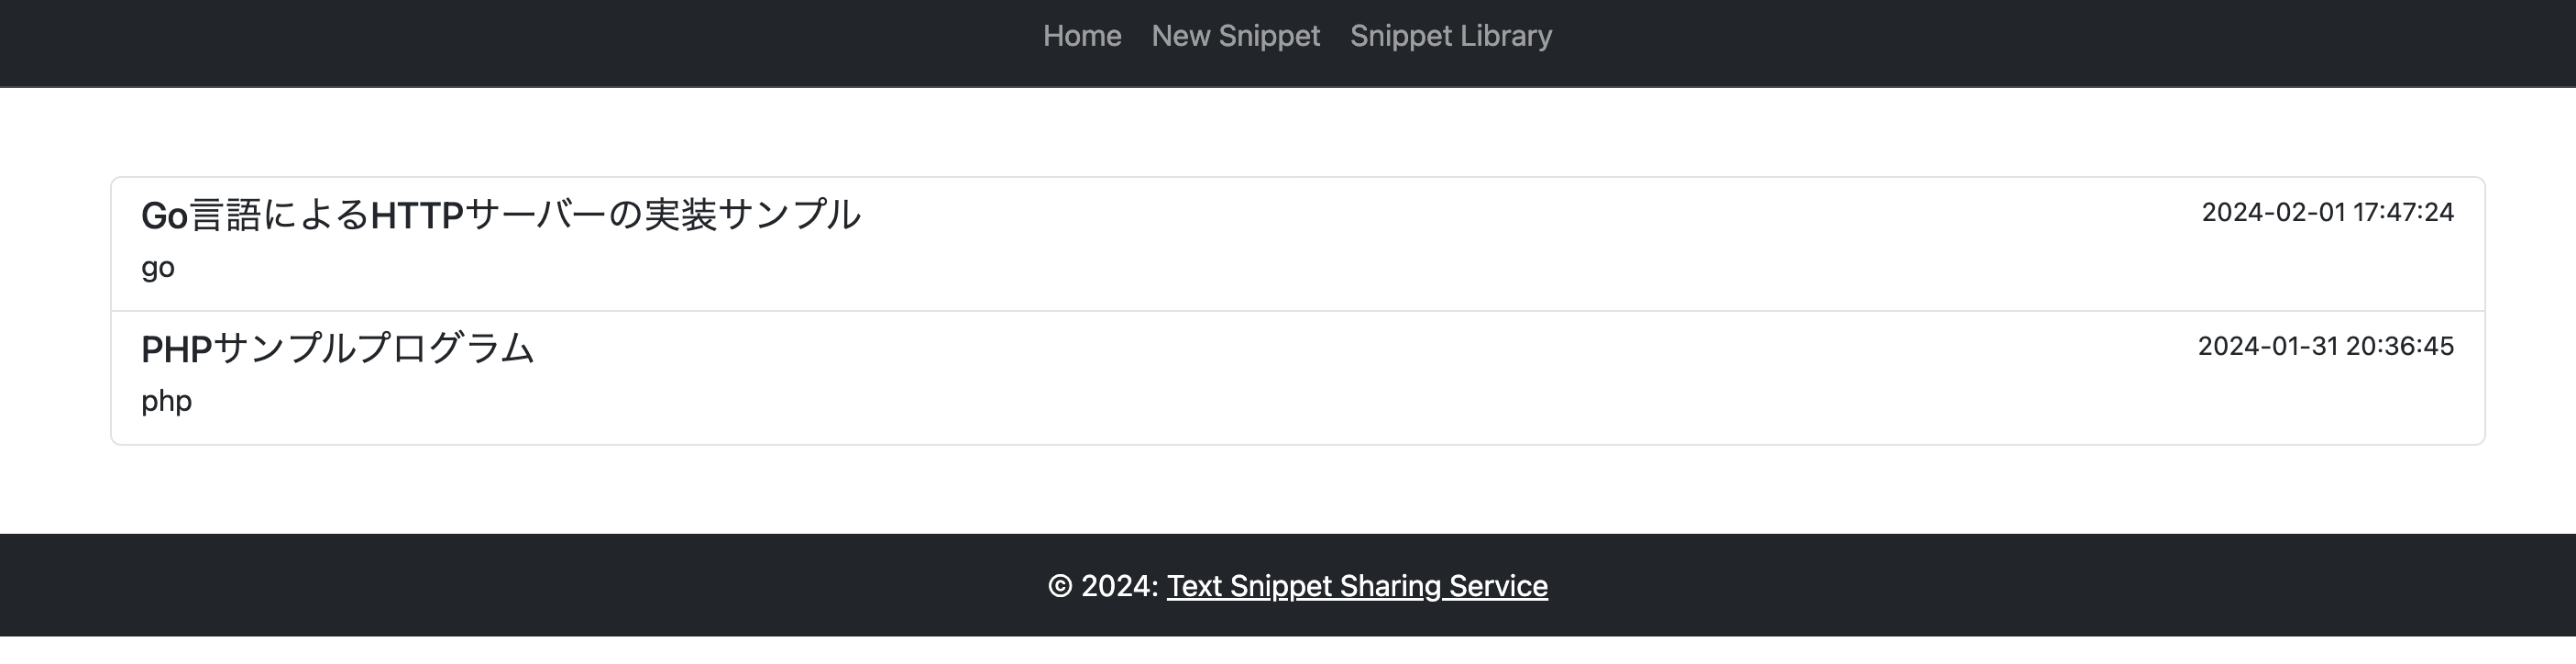 Home New Snippet Snippet Library
Go言語によるHTTPサーバーの実装サンプル 2024-02-01 17:47:24
go
PHPサンプルプログラム 2024-01-31 20:36:45
php
© 2024: Text Snippet Sharing Service